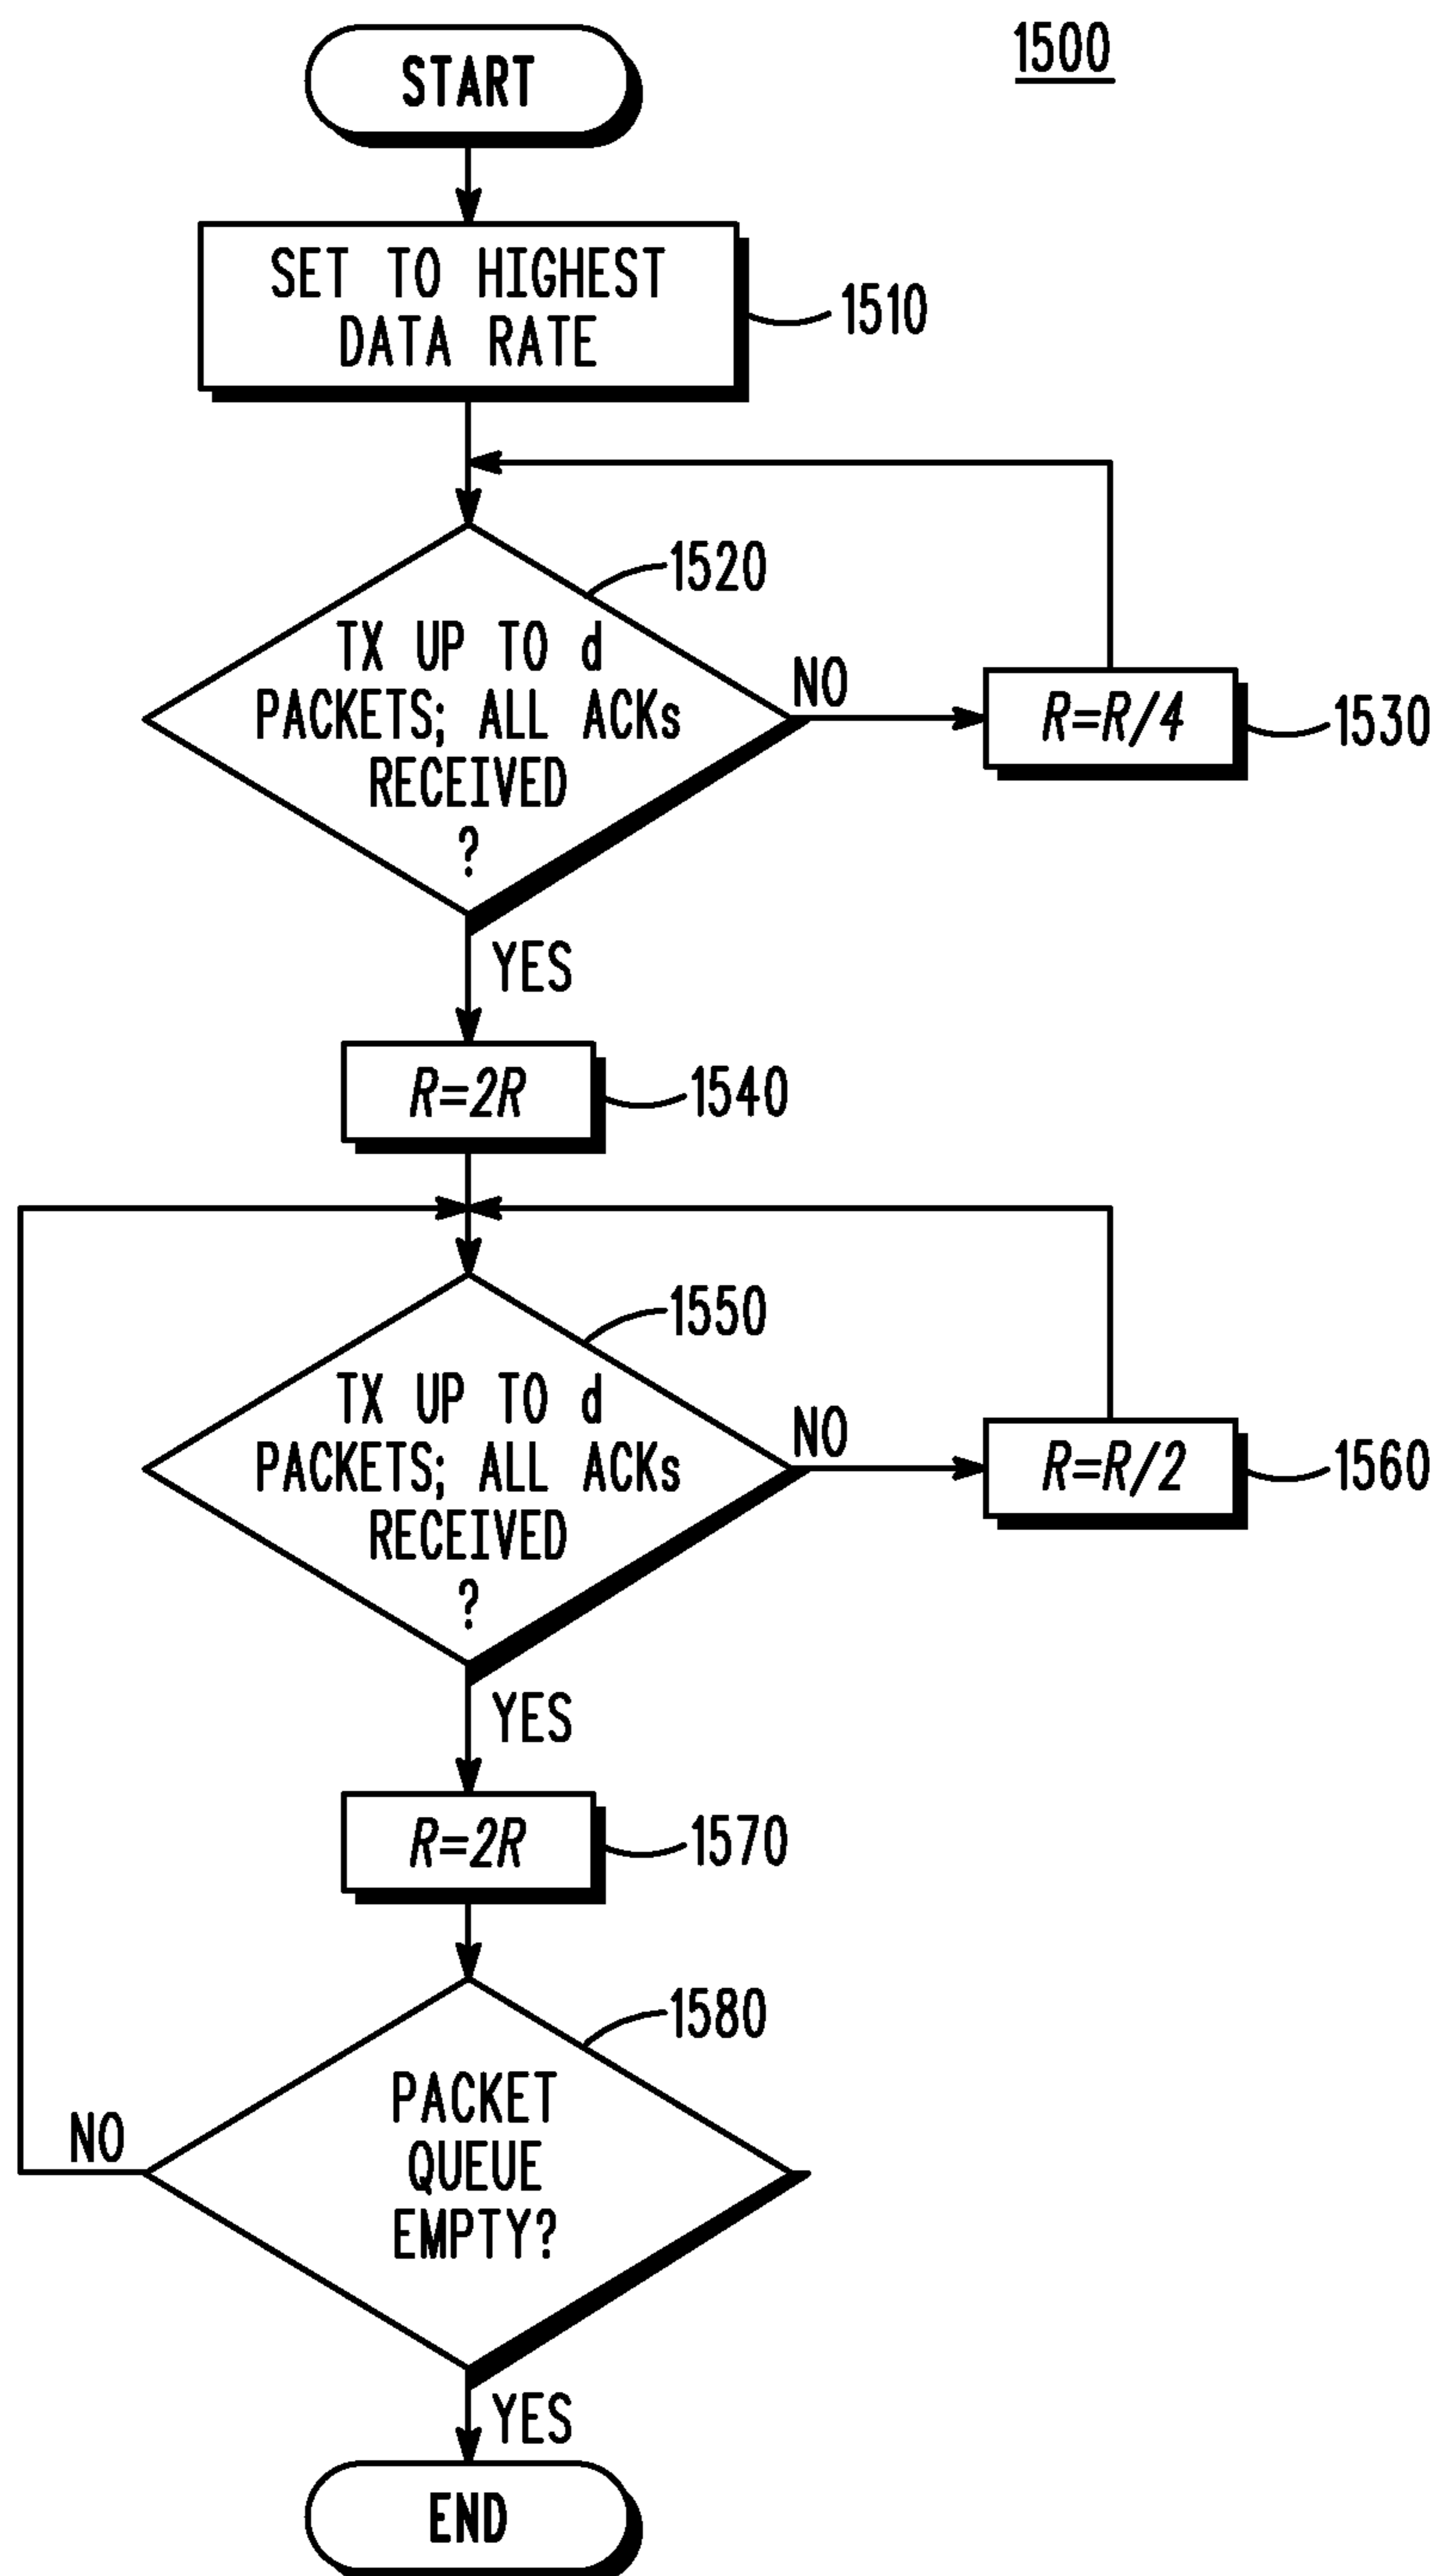 1500
START
SET TO HIGHEST
DATA RATE
1510
1520
TX UP TO d
PACKETS; ALL ACKs
RECEIVED
?
NO
R=R/4
1530
YES
R=2R
1540
1550
TX UP TO d
PACKETS; ALL ACKs
RECEIVED
?
NO
R=R/2
1560
YES
R=2R
1570
1580
PACKET
QUEUE
EMPTY?
NO
YES
END